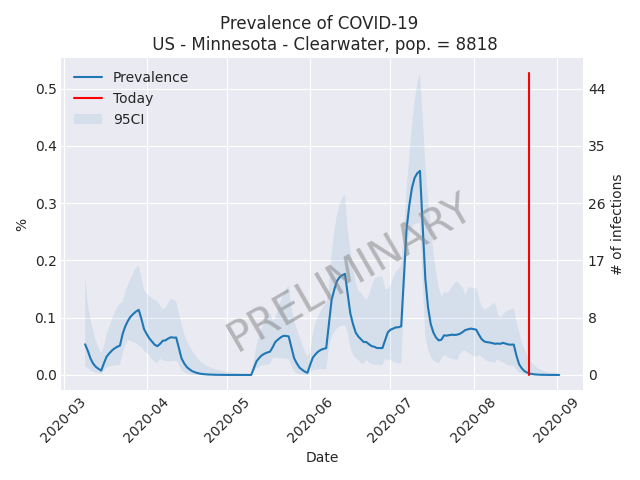 Prevalence of COVID-19
US - Minnesota - Clearwater, pop. = 8818
Prevalence
Today
95CI
PRELIMINARY
%
0.5
0.4
0.3
0.2
0.1
0.0
44
35
26
17
8
0
# of infections
2020-03
2020-04
2020-05
2020-06
2020-07
2020-08
2020-09
Date